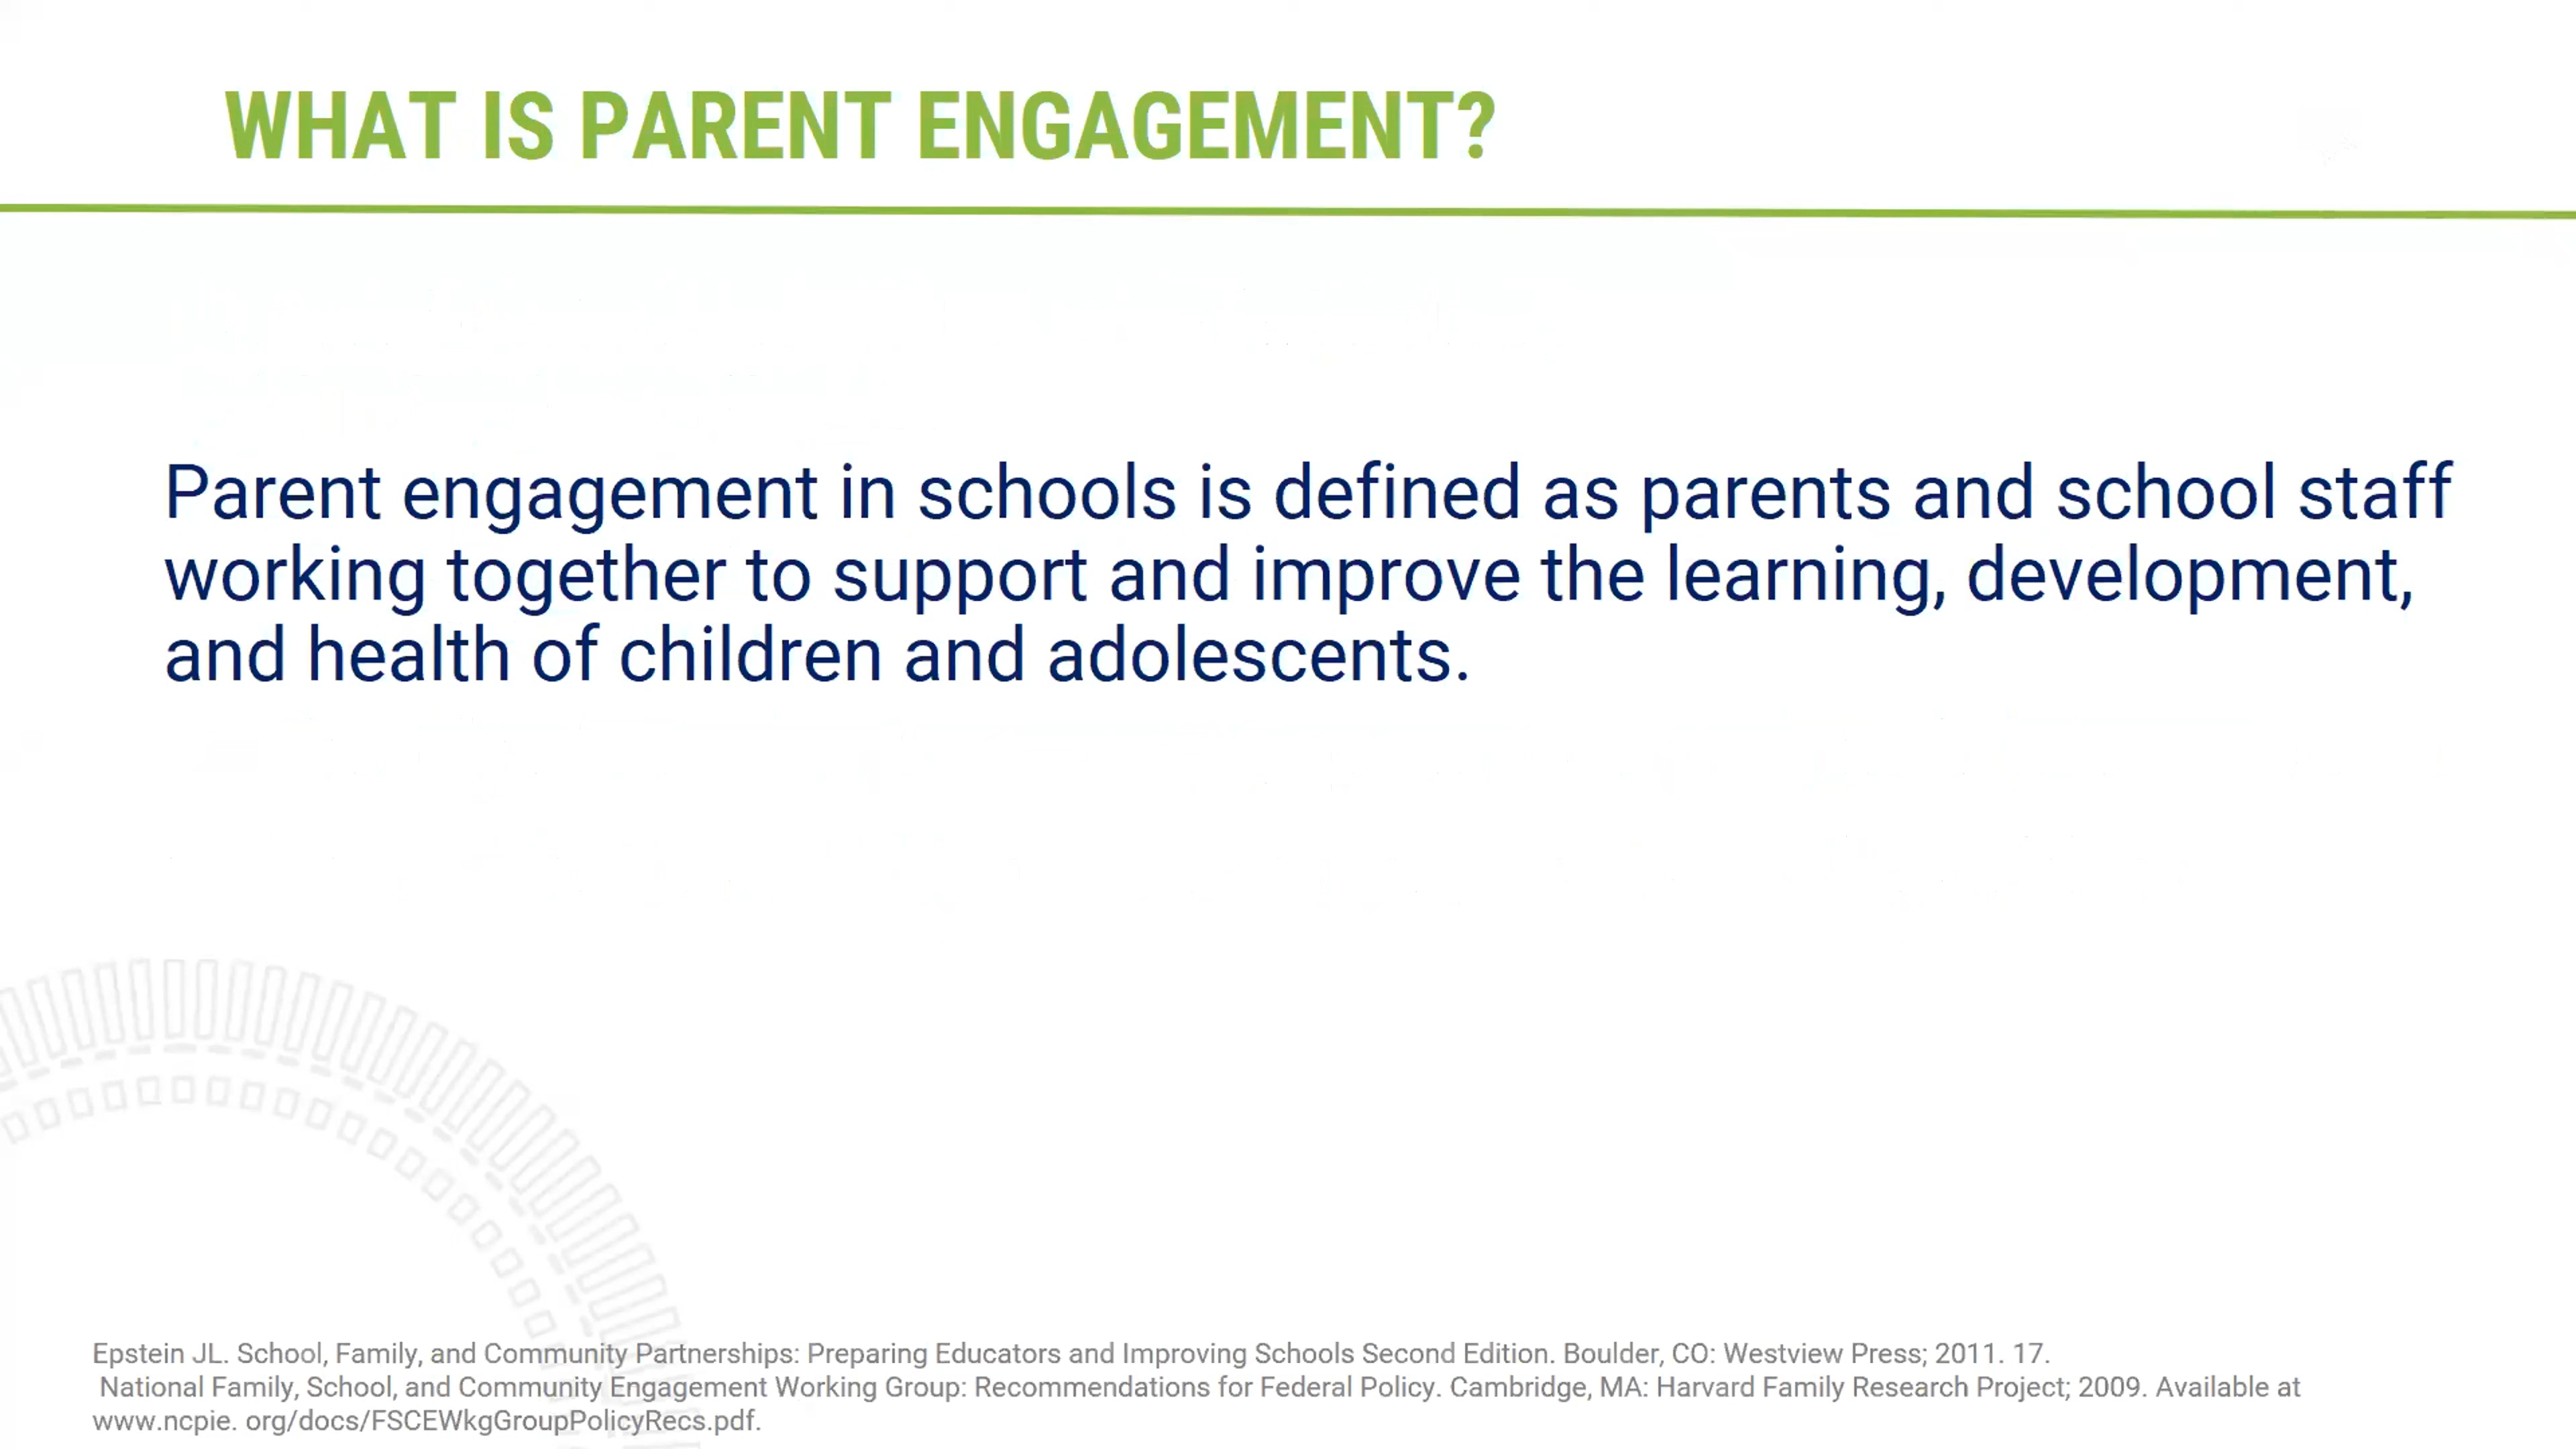 WHAT IS PARENT ENGAGEMENT?
Parent engagement in schools is defined as parents and school staff
working together to support and improve the learning, development,
and health of children and adolescents.
Epstein JL. School, Family, and Community Partnerships: Preparing Educators and Improving Schools Second Edition. Boulder, CO: Westview Press; 2011. 17.
National Family, School, and Community Engagement Working Group: Recommendations for Federal Policy. Cambridge, MA: Harvard Family Research Project; 2009. Available at
www.ncpie. org/docs/FSCEWkgGroupPolicyRecs.pdf.